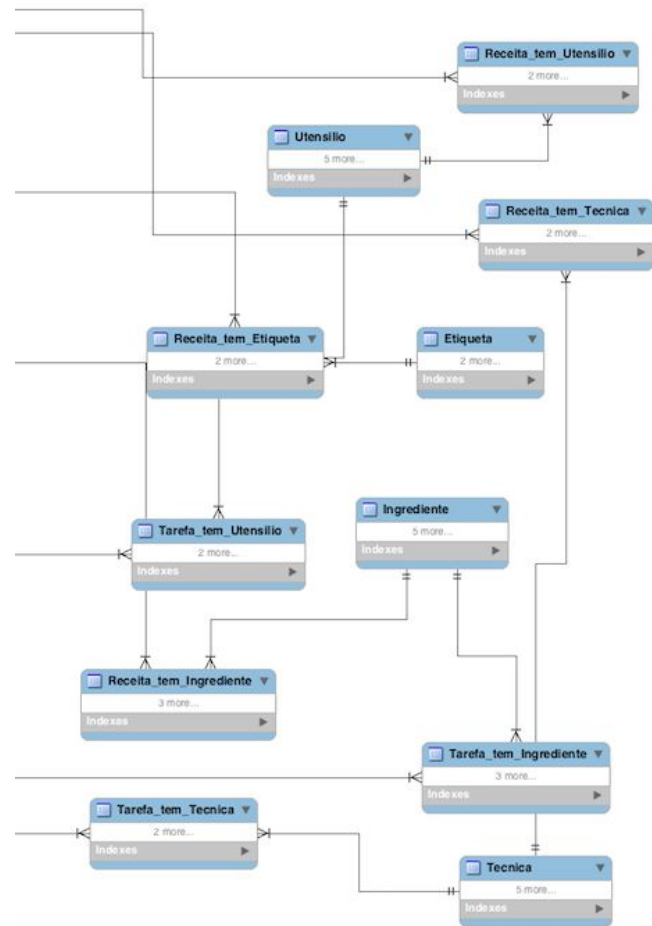 Receita_tem_Utensilio
2 more...
Indexes
Utensilio
5 more...
Indexes
Receita_tem_Tecnica
2 more...
Indexes
Receita_tem_Etiqueta
2 more...
Indexes
Etiqueta
2 more...
Indexes
Tarefa_tem_Utensilio
2 more...
Indexes
Ingrediente
5 more...
Indexes
Receita_tem_Ingrediente
3 more...
Indexes
Tarefa_tem_Ingrediente
3 more...
Indexes
Tarefa_tem_Tecnica
2 more...
Indexes
Tecnica
5 more...
Indexes